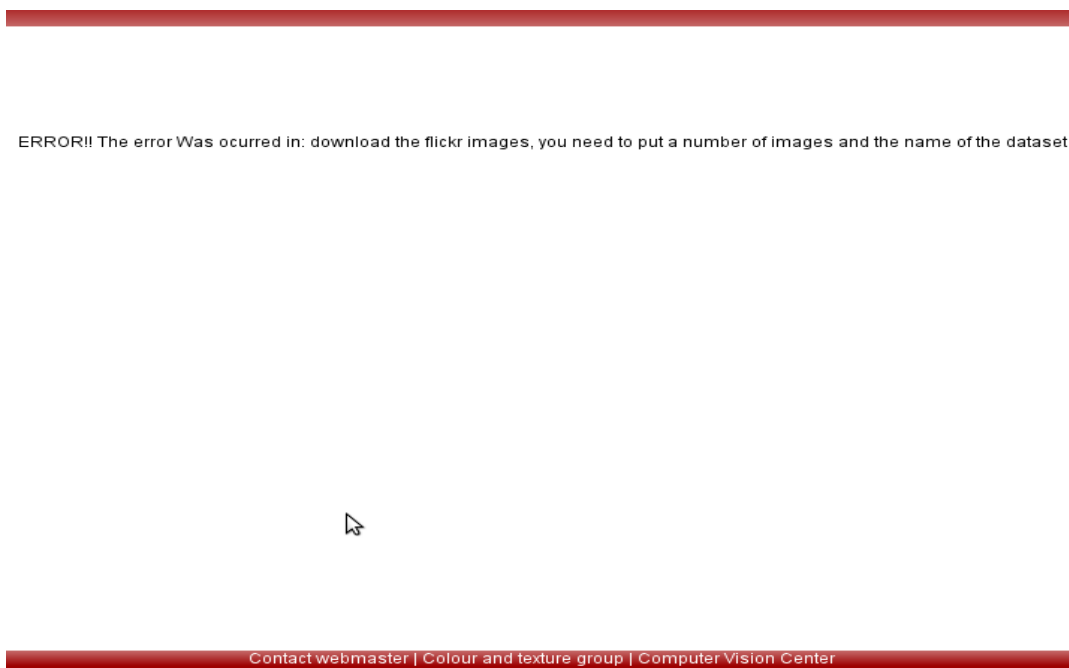 ERROR!! The error Was ocurred in: download the flickr images, you need to put a number of images and the name of the dataset
Contact webmaster | Colour and texture group | Computer Vision Center